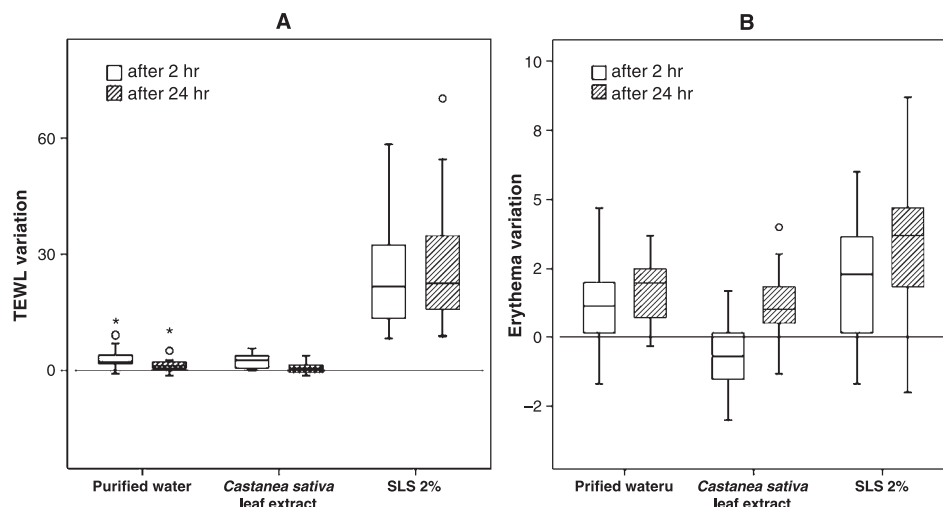 A
TEWL variation
after 2 hr
after 24 hr
60
30
0
*
*
Purified water
Castanea sativa
leaf extract
SLS 2%
B
Erythema variation
after 2 hr
after 24 hr
10
8
5
2
0
−2
Prified wateru
Castanea sativa
leaf extract
SLS 2%